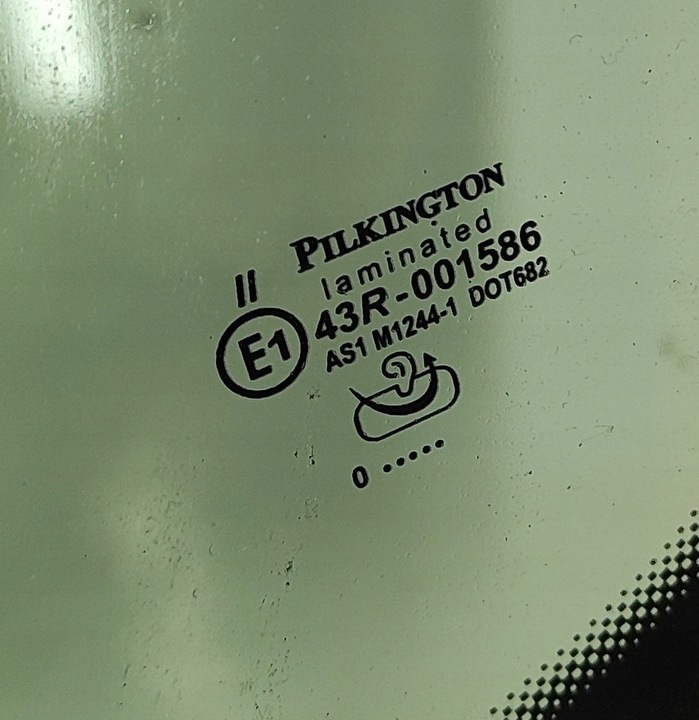 PILKINGTON
laminated
II
E1 43R-001586
AS1 M1244-1 DOT682
0 .....